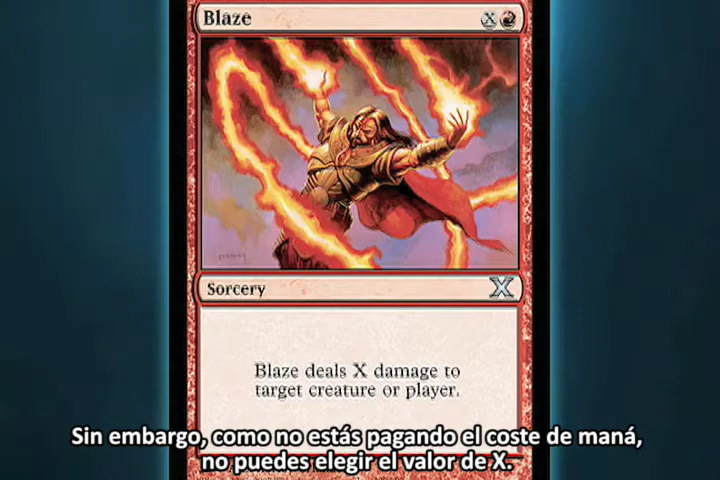 Blaze X
Sorcery X
Blaze deals X damage to
target creature or player.
Sin embargo, como no estás pagando el coste de maná,
no puedes elegir el valor de X.